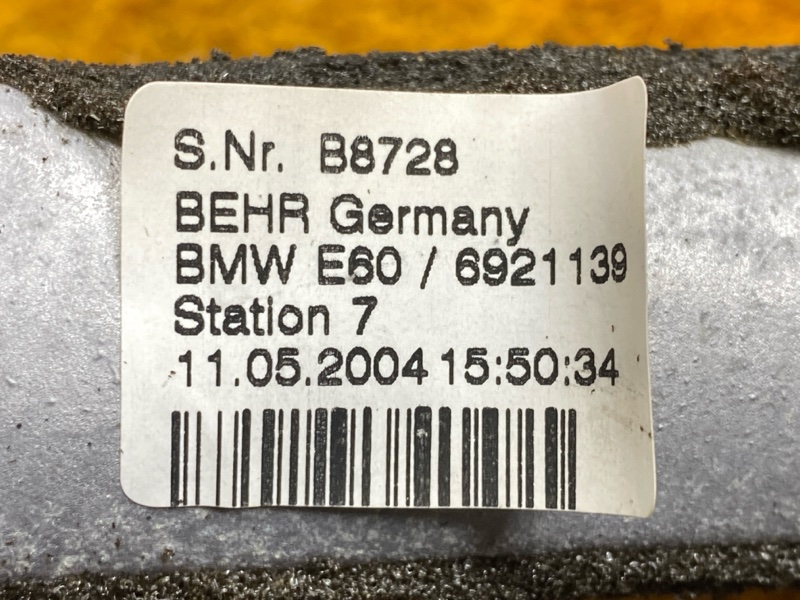 S.Nr. B8728
BEHR Germany
BMW E60 / 6921139
Station 7
11.05.2004 15:50:34